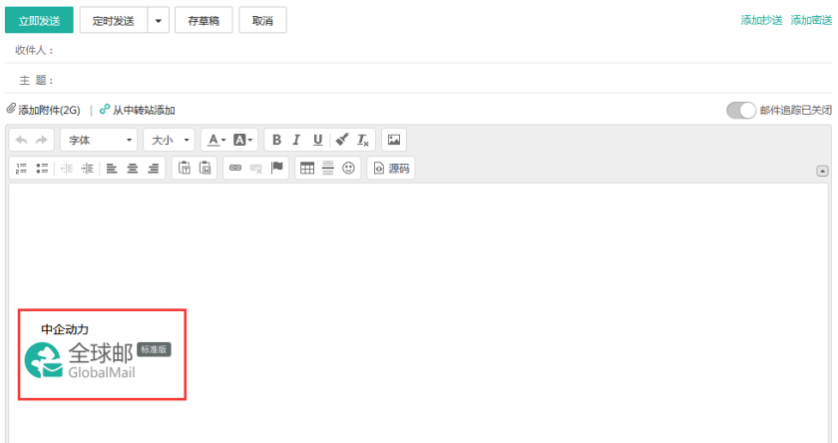 立即发送 定时发送 存草稿 取消 添加抄送 添加密送
收件人：
主 题：
添加附件(2G) | 从中转站添加 邮件追踪已关闭
字体 大小 A A B I U Ix
源码
中企动力
全球邮 标准版
GlobalMail